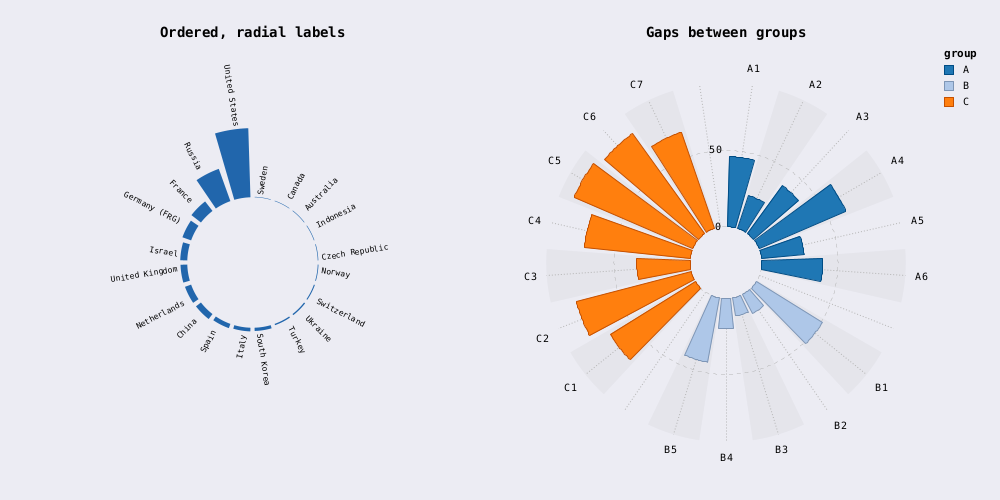 Ordered, radial labels
United States
Russia
France
Germany (FRG)
Israel
United Kingdom
Netherlands
China
Spain
Italy
South Korea
Turkey
Ukraine
Switzerland
Norway
Czech Republic
Indonesia
Australia
Canada
Sweden
Gaps between groups
A1
A2
A3
A4
A5
A6
B1
B2
B3
B4
B5
C1
C2
C3
C4
C5
C6
C7
50
0
group
A
B
C